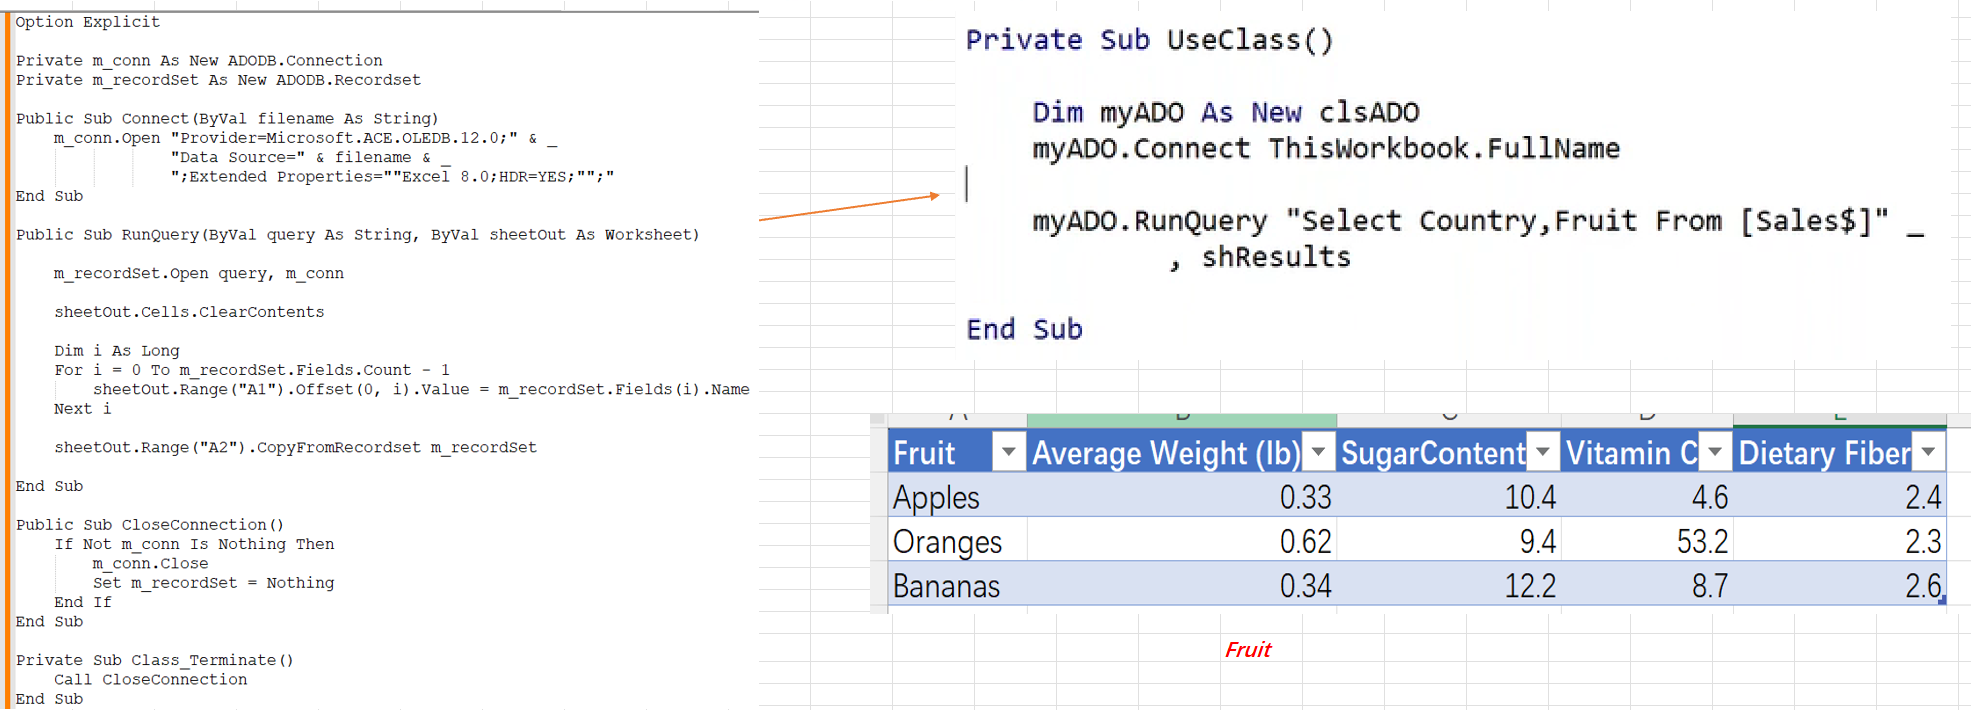 Option Explicit
Private m_conn As New ADODB.Connection
Private m_recordSet As New ADODB.Recordset
Public Sub Connect(ByVal filename As String)
m_conn.Open "Provider=Microsoft.ACE.OLEDB.12.0;" & _
"Data Source=" & filename & _
";Extended Properties=""Excel 8.0;HDR=YES;"";"
End Sub
Public Sub RunQuery(ByVal query As String, ByVal sheetOut As Worksheet)
m_recordSet.Open query, m_conn
sheetOut.Cells.ClearContents
Dim i As Long
For i = 0 To m_recordSet.Fields.Count - 1
sheetOut.Range("A1").Offset(0, i).Value = m_recordSet.Fields(i).Name
Next i
sheetOut.Range("A2").CopyFromRecordset m_recordSet
End Sub
Public Sub CloseConnection()
If Not m_conn Is Nothing Then
m_conn.Close
Set m_recordSet = Nothing
End If
End Sub
Private Sub Class_Terminate()
Call CloseConnection
End Sub
Private Sub UseClass()
Dim myADO As New clsADO
myADO.Connect ThisWorkbook.FullName
myADO.RunQuery "Select Country,Fruit From [Sales$]" _
, shResults
End Sub
Fruit Average Weight (lb) SugarContent Vitamin C Dietary Fiber
Apples 0.33 10.4 4.6 2.4
Oranges 0.62 9.4 53.2 2.3
Bananas 0.34 12.2 8.7 2.6
Fruit